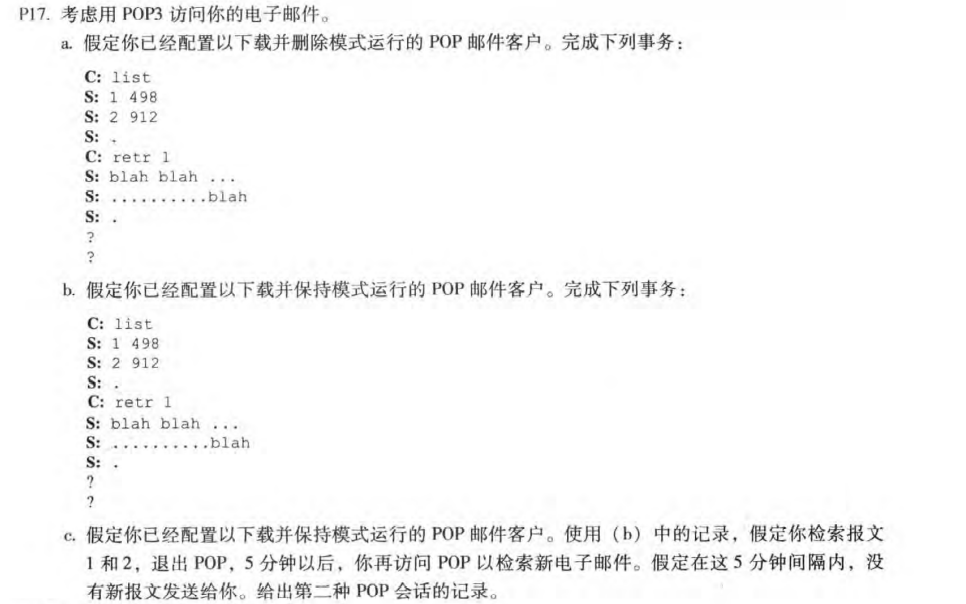 P17. 考虑用 POP3 访问你的电子邮件。
a. 假定你已经配置以下载并删除模式运行的 POP 邮件客户。完成下列事务：
C: list
S: 1 498
S: 2 912
S: .
C: retr 1
S: blah blah ...
S: ..........blah
S: .
?
?
b. 假定你已经配置以下载并保持模式运行的 POP 邮件客户。完成下列事务：
C: list
S: 1 498
S: 2 912
S: .
C: retr 1
S: blah blah ...
S: ..........blah
S: .
?
?
c. 假定你已经配置以下载并保持模式运行的 POP 邮件客户。使用（b）中的记录，假定你检索报文
1 和 2，退出 POP，5 分钟以后，你再访问 POP 以检索新电子邮件。假定在这 5 分钟间隔内，没
有新报文发送给你。给出第二种 POP 会话的记录。